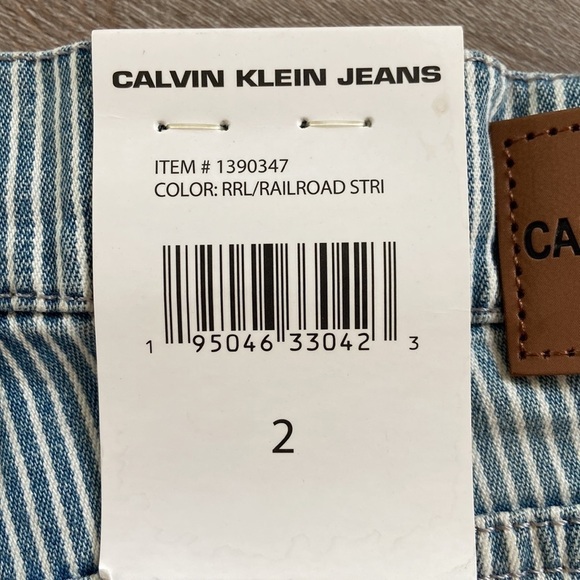 CALVIN KLEIN JEANS
ITEM # 1390347
COLOR: RRL/RAILROAD STRI
1 95046 33042 3
2
CA